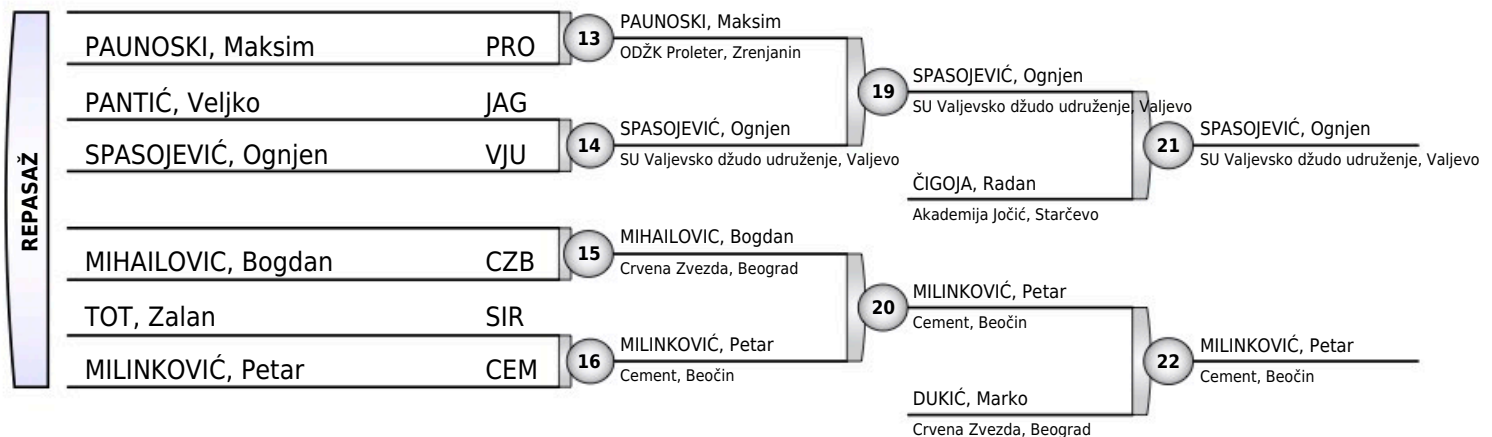 REPASAŽ
PAUNOSKI, Maksim PRO
PANTIĆ, Veljko JAG
SPASOJEVIĆ, Ognjen VJU
MIHAILOVIC, Bogdan CZB
TOT, Zalan SIR
MILINKOVIĆ, Petar CEM
13
PAUNOSKI, Maksim
ODŽK Proleter, Zrenjanin
14
SPASOJEVIĆ, Ognjen
SU Valjevsko džudo udruženje, Valjevo
15
MIHAILOVIC, Bogdan
Crvena Zvezda, Beograd
16
MILINKOVIĆ, Petar
Cement, Beočin
19
SPASOJEVIĆ, Ognjen
SU Valjevsko džudo udruženje, Valjevo
ČIGOJA, Radan
Akademija Jočić, Starčevo
20
MILINKOVIĆ, Petar
Cement, Beočin
DUKIĆ, Marko
Crvena Zvezda, Beograd
21
SPASOJEVIĆ, Ognjen
SU Valjevsko džudo udruženje, Valjevo
22
MILINKOVIĆ, Petar
Cement, Beočin